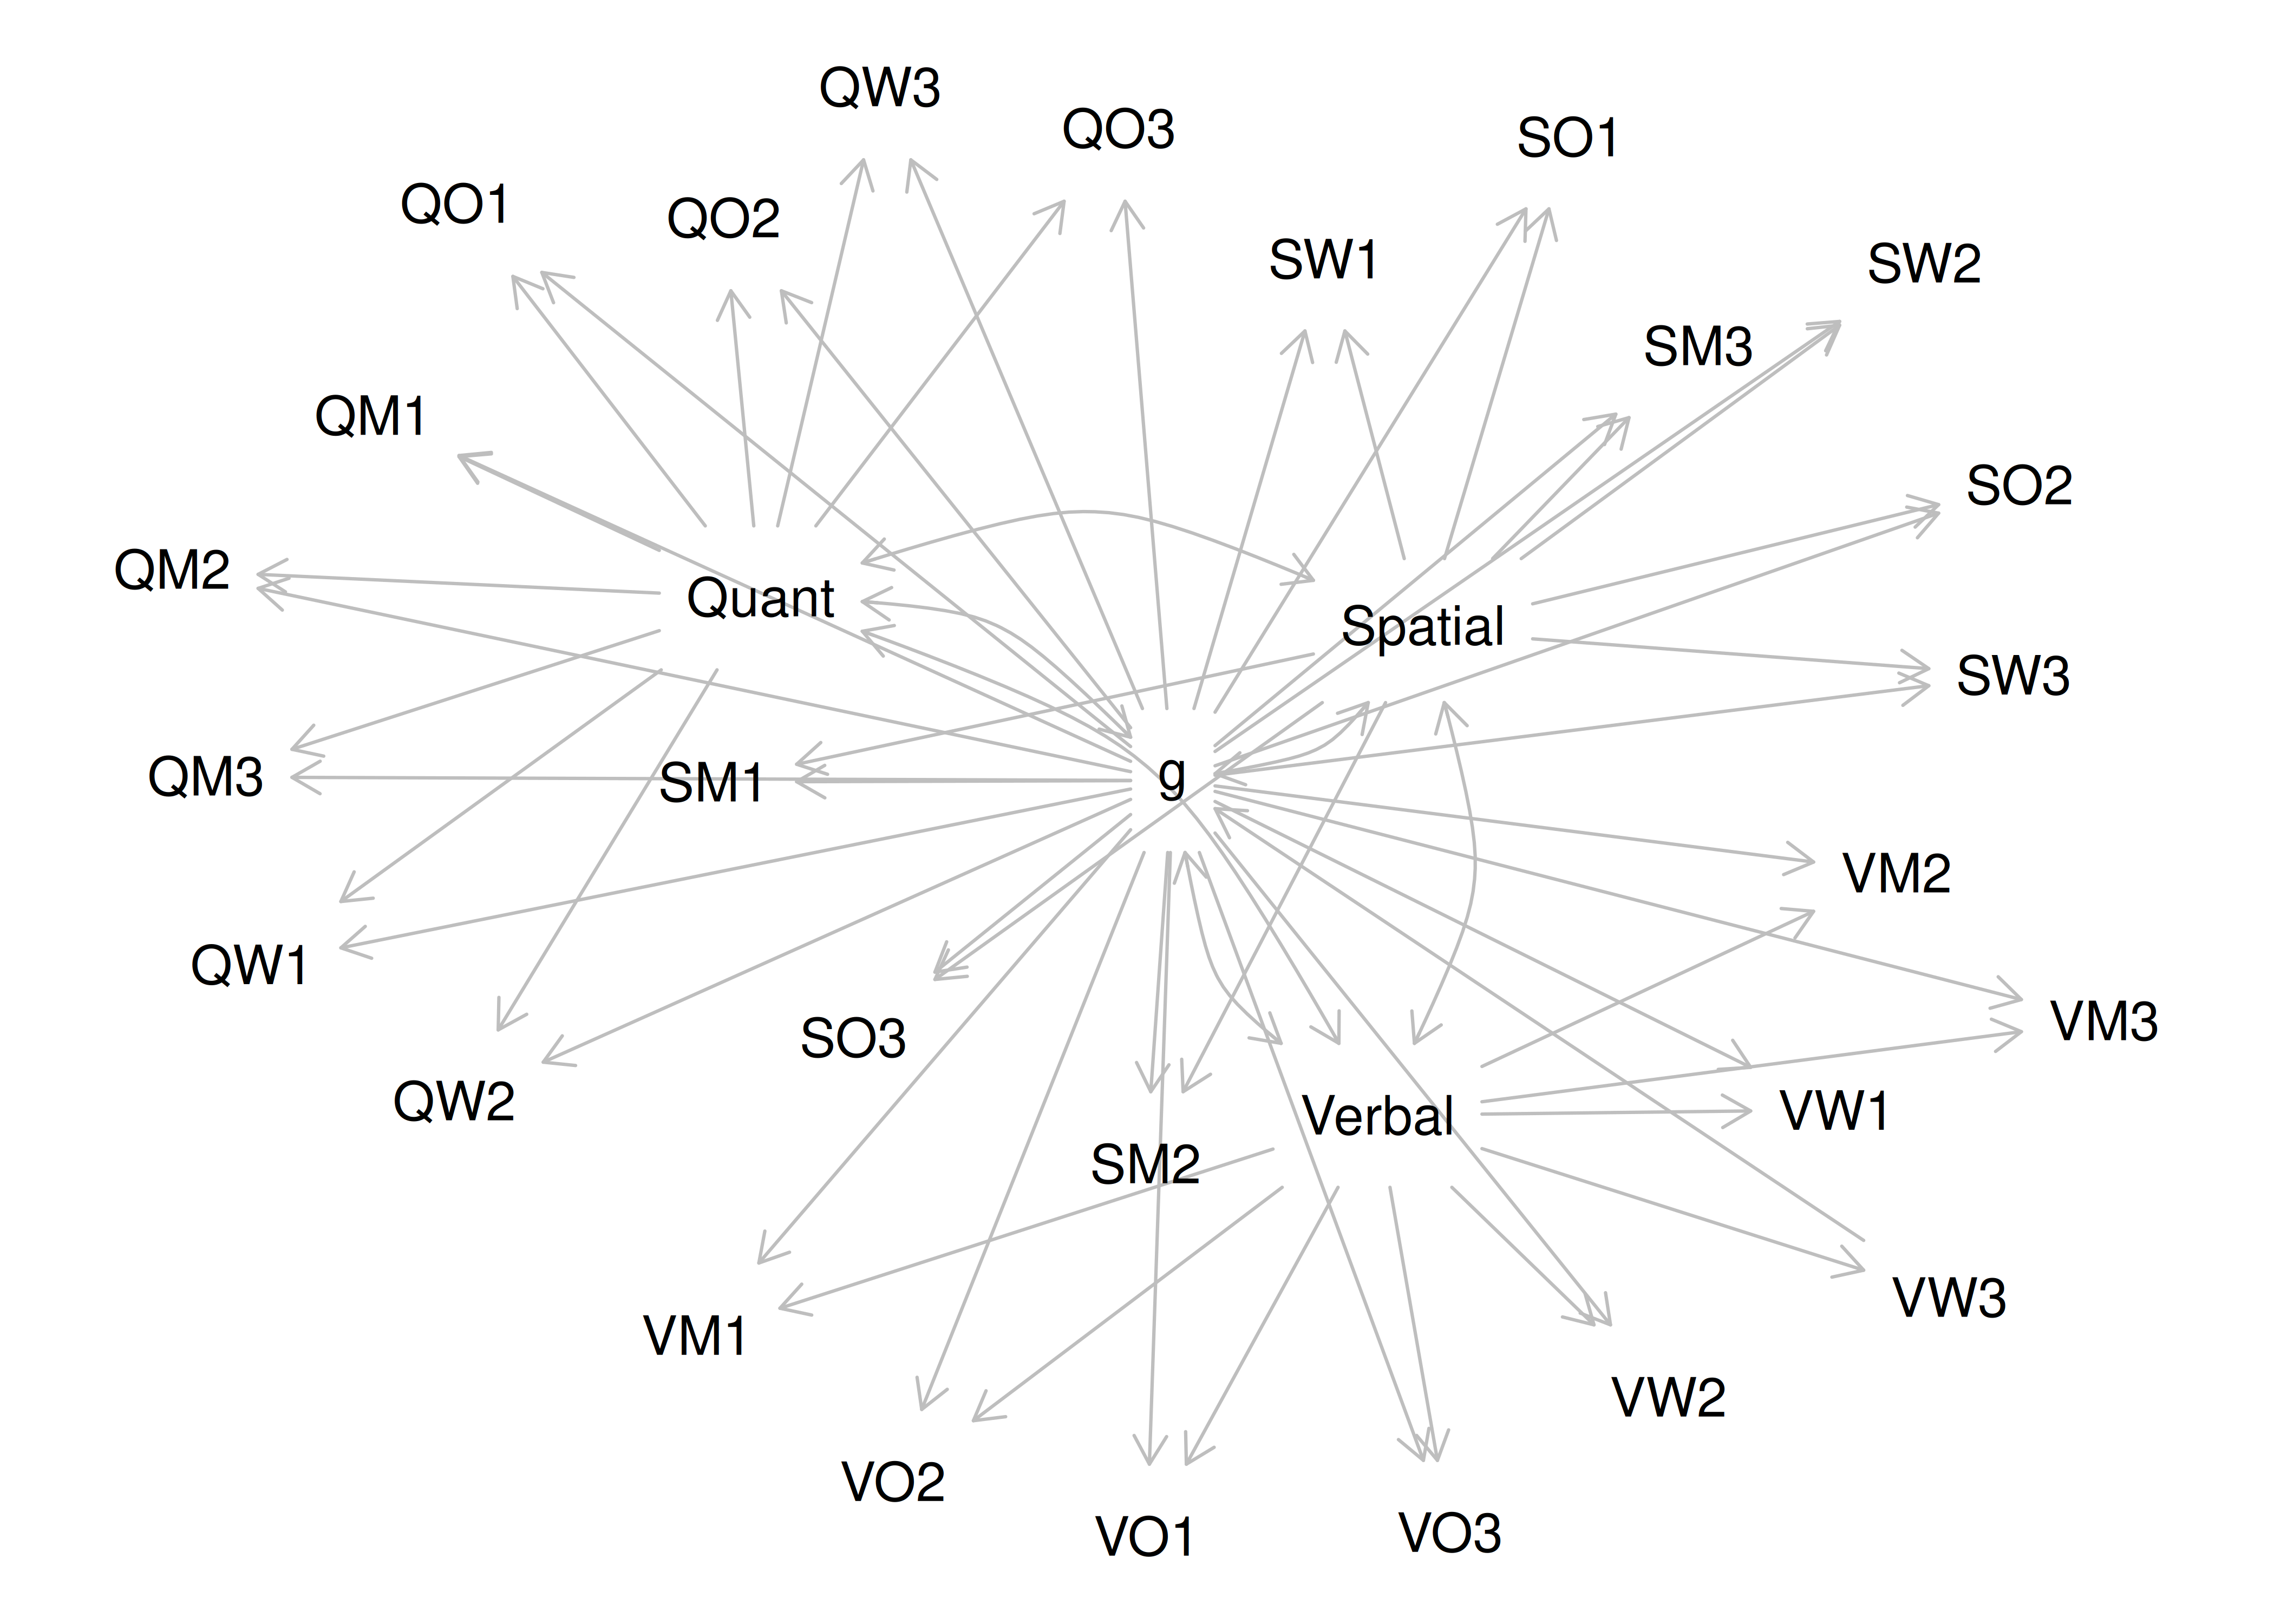 QW3
QO3
SO1
QO1
QO2
SW1
SW2
SM3
QM1
SO2
QM2
Quant
Spatial
SW3
QM3
SM1
g
VM2
QW1
VM3
SO3
QW2
Verbal
VW1
SM2
VW3
VM1
VW2
VO2
VO1
VO3